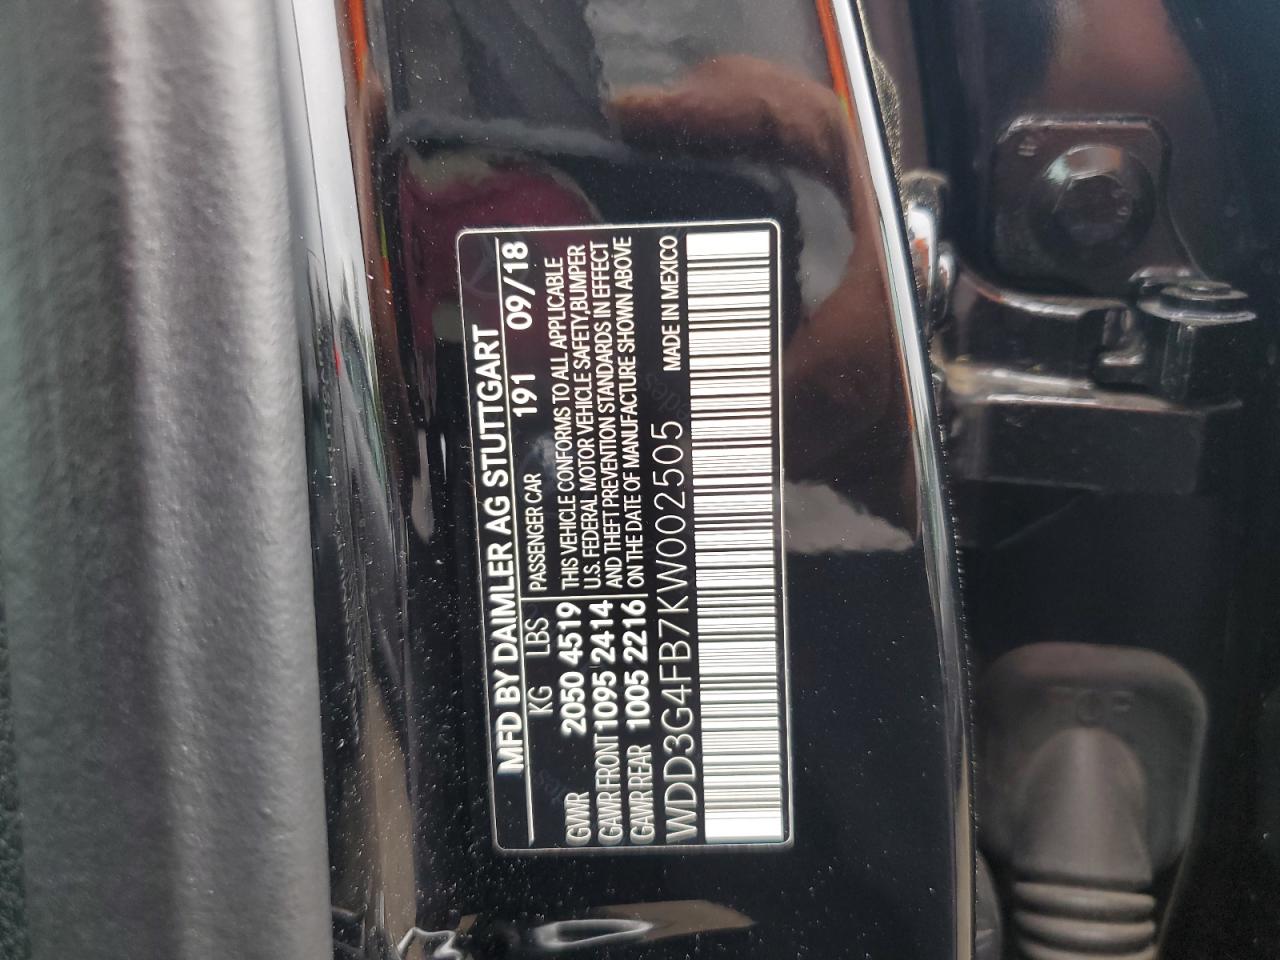 MFD BY DAIMLER AG STUTTGART
KG LBS PASSENGER CAR 191 09/18
GVWR 2050 4519
GAWR FRONT 1095 2414
GAWR REAR 1005 2216
THIS VEHICLE CONFORMS TO ALL APPLICABLE
U.S. FEDERAL MOTOR VEHICLE SAFETY, BUMPER
AND THEFT PREVENTION STANDARDS IN EFFECT
ON THE DATE OF MANUFACTURE SHOWN ABOVE
WDD3G4FB7KW002505 MADE IN MEXICO
TOP